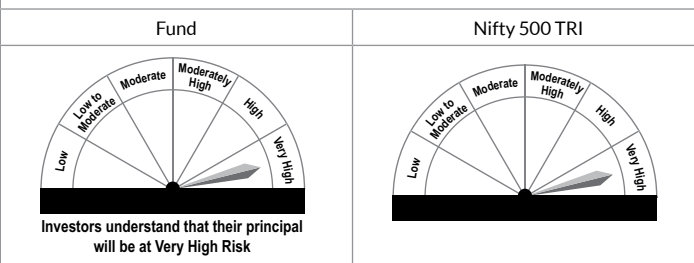 Fund
Nifty 500 TRI
Low
Low to
Moderate
Moderate
Moderately
High
High
Very High
Low
Low to
Moderate
Moderate
Moderately
High
High
Very High
Investors understand that their principal
will be at Very High Risk